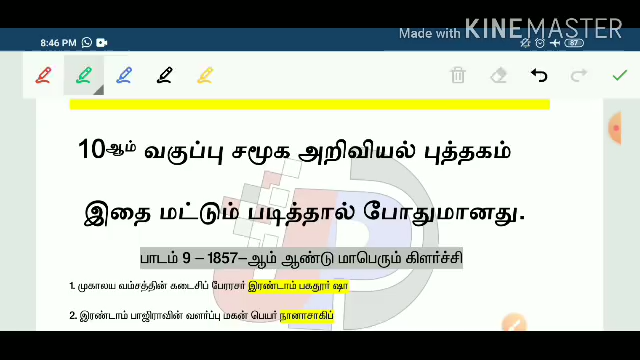 Made with KINEMASTER
8:46 PM
87
10ஆம் வகுப்பு சமூக அறிவியல் புத்தகம்
இதை மட்டும் படித்தால் போதுமானது.
பாடம் 9 – 1857–ஆம் ஆண்டு மாபெரும் கிளர்ச்சி
1. முகாலய வம்சத்தின் கடைசிப் பேரரசர் இரண்டாம் பகதூர் ஷா
2. இரண்டாம் பாஜிராவின் வளர்ப்பு மகன் பெயர் நானாசாகிப்